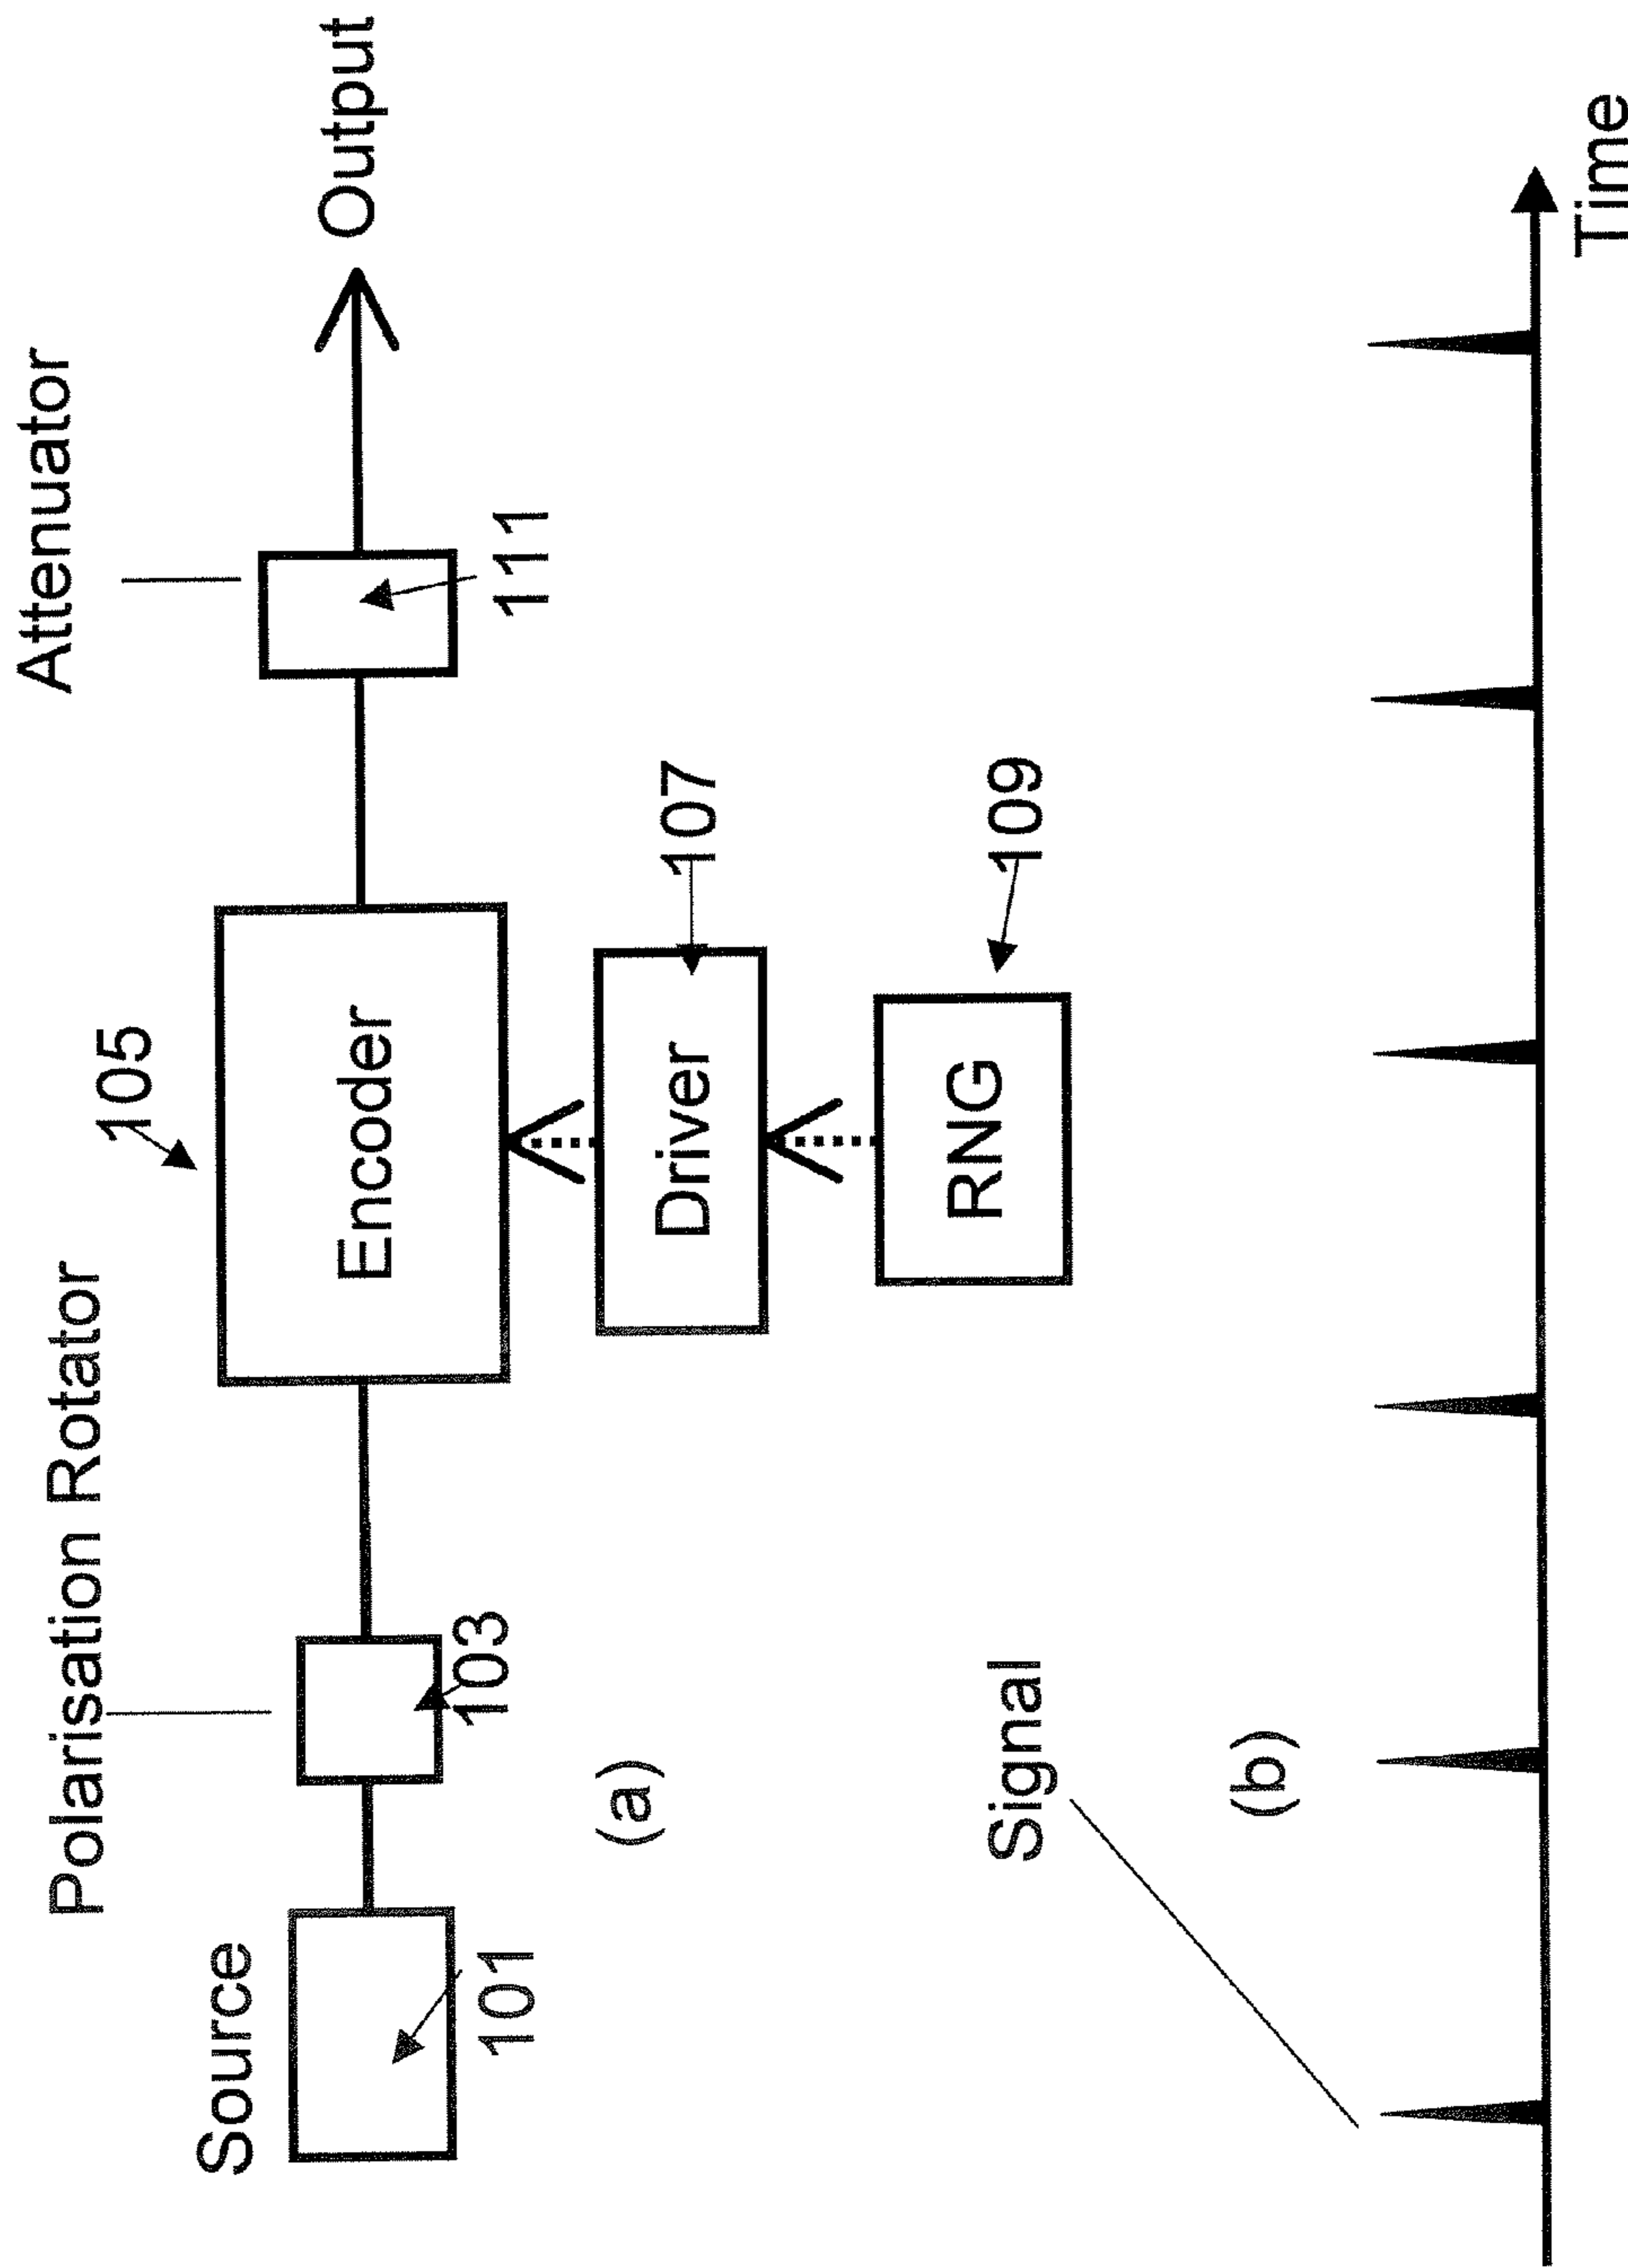 Polarisation Rotator
Attenuator
Source
105
Output
Encoder
101
103
111
Driver
107
(a)
RNG
109
Signal
(b)
Time